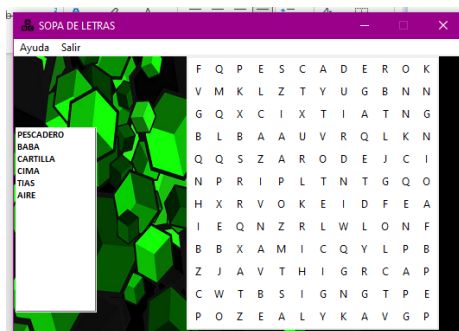 SOPA DE LETRAS
Ayuda Salir
PESCADERO
BABA
CARTILLA
CIMA
TIAS
AIRE
F Q P E S C A D E R O K
V M K L Z T Y U G B N N
G Q X C I X T I A T N G
B L B A A U V R Q L K N
Q Q S Z A R O D E J C I
N P R I P L T N T G Q O
H X R V O K E I D F E A
I E Q N Z R L W L O N F
B B X A M I C Q Y L P B
Z J A V T H I G R C A P
C W T B S I G N G T P E
P O Z E A L Y K A V G P